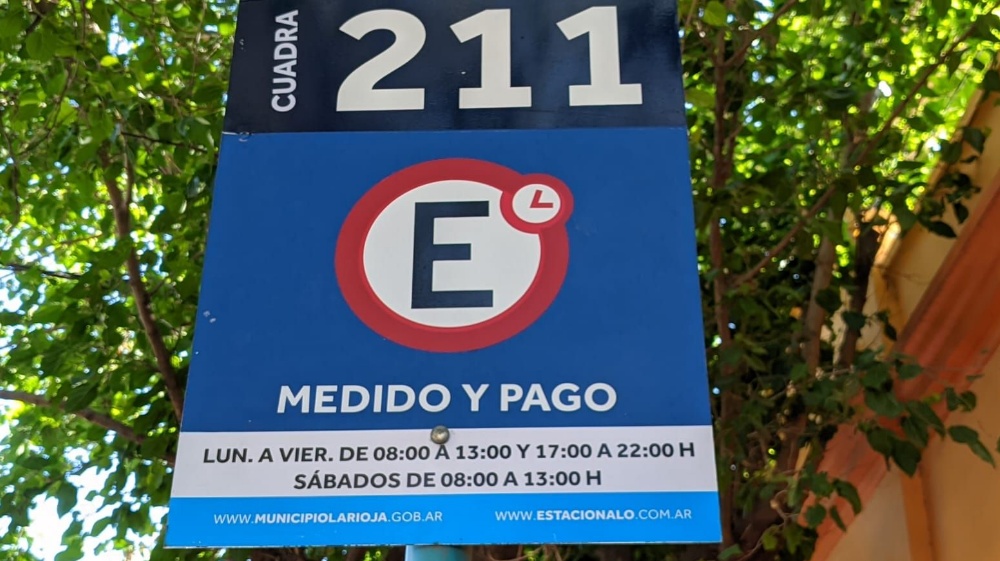 CUADRA 211
E
MEDIDO Y PAGO
LUN. A VIER. DE 08:00 A 13:00 Y 17:00 A 22:00 H
SÁBADOS DE 08:00 A 13:00 H
WWW.MUNICIPIOLARIOJA.GOB.AR WWW.ESTACIONALO.COM.AR